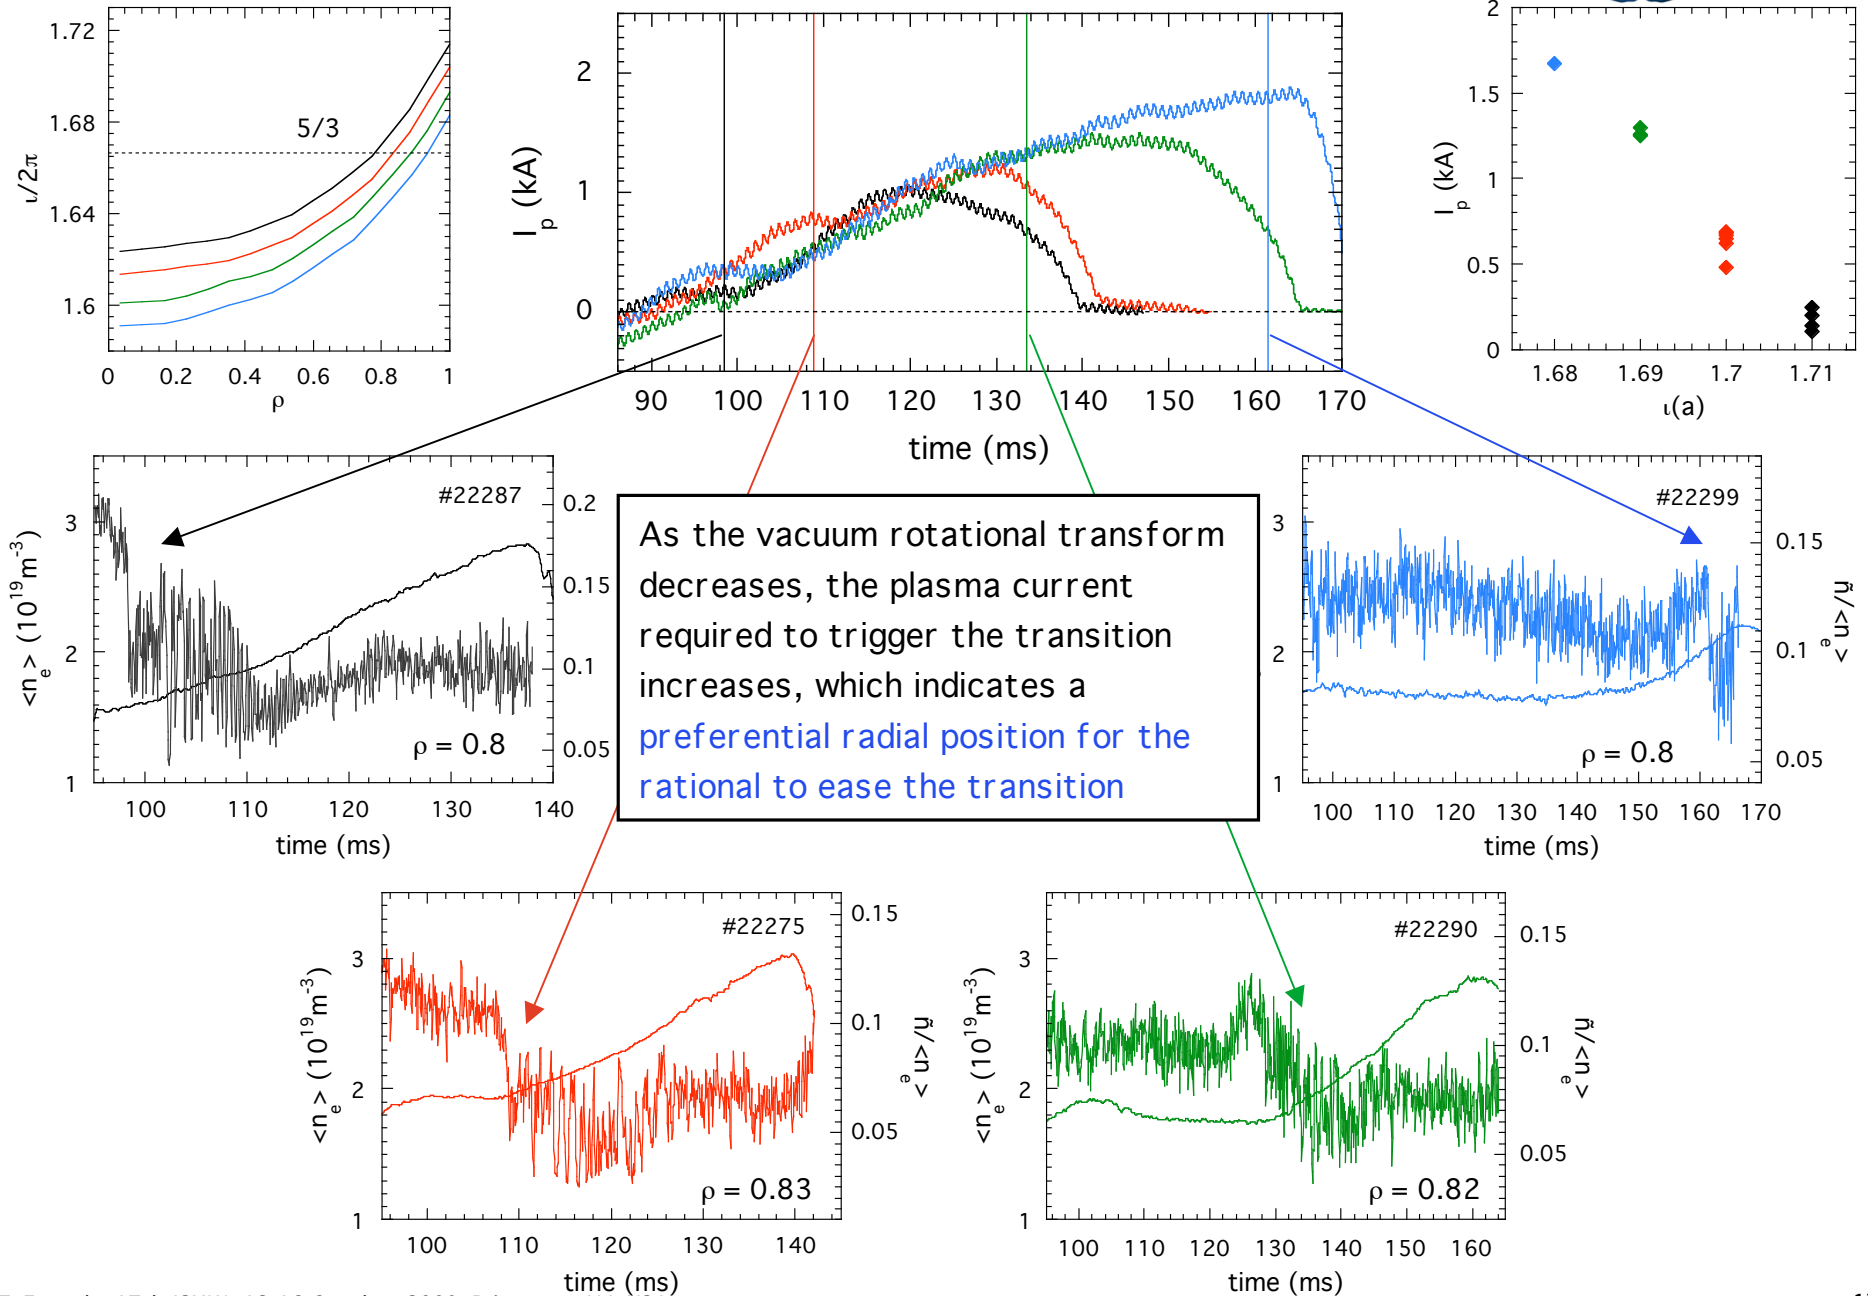 1.72
1.68
1.64
1.6
ι/2π
5/3
0 0.2 0.4 0.6 0.8 1
ρ
2
1
0
I_p (kA)
90 100 110 120 130 140 150 160 170
time (ms)
2
1.5
1
0.5
0
I_p (kA)
1.68 1.69 1.7 1.71
ι(a)
#22287
3
2
1
<n_e> (10^19 m^-3)
0.2
0.15
0.1
0.05
ρ = 0.8
100 110 120 130 140
time (ms)
As the vacuum rotational transform
decreases, the plasma current
required to trigger the transition
increases, which indicates a
preferential radial position for the
rational to ease the transition
#22299
3
2
1
0.15
0.1
0.05
ñ/<n_e>
ρ = 0.8
100 110 120 130 140 150 160 170
time (ms)
#22275
3
2
1
<n_e> (10^19 m^-3)
0.15
0.1
0.05
ñ/<n_e>
ρ = 0.83
100 110 120 130 140
time (ms)
#22290
3
2
1
<n_e> (10^19 m^-3)
0.15
0.1
0.05
ñ/<n_e>
ρ = 0.82
100 110 120 130 140 150 160
time (ms)